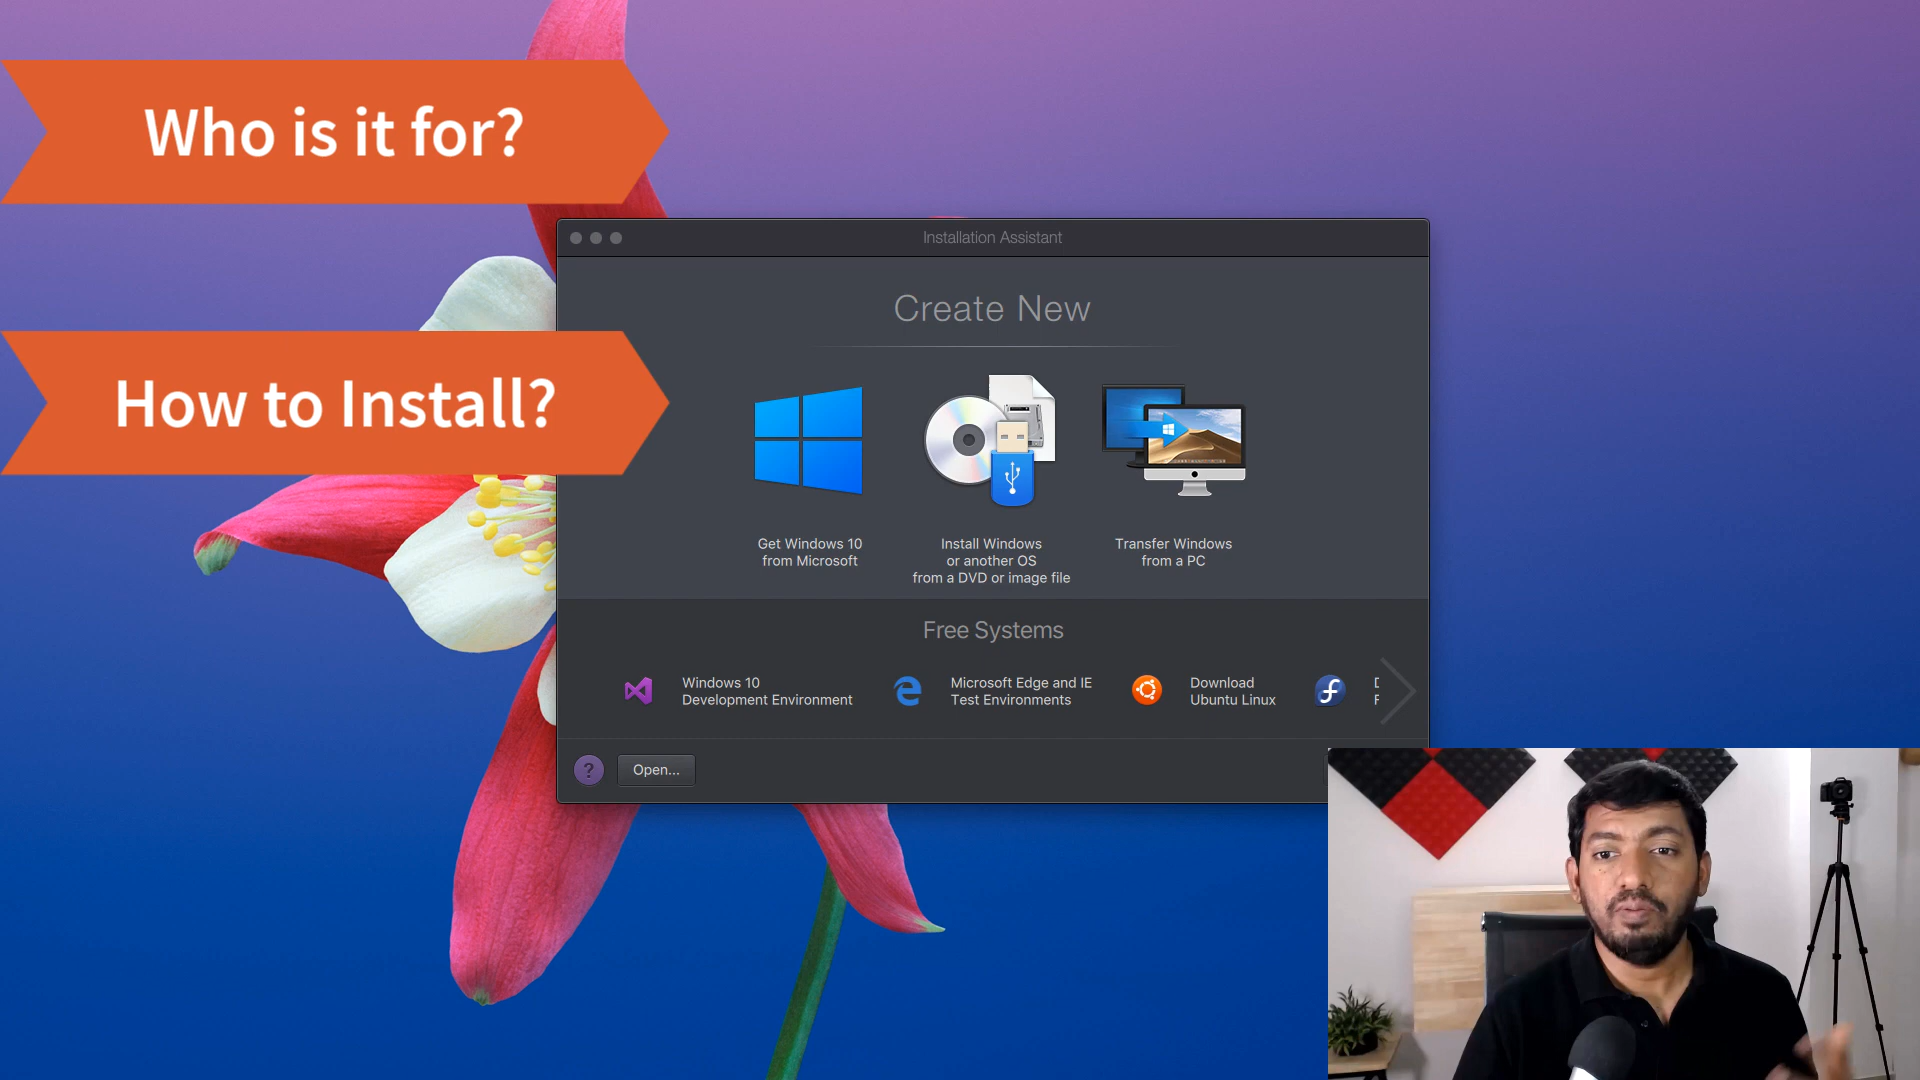 Who is it for?
How to Install?
Installation Assistant
Create New
Get Windows 10
from Microsoft
Install Windows
or another OS
from a DVD or image file
Transfer Windows
from a PC
Free Systems
Windows 10
Development Environment
Microsoft Edge and IE
Test Environments
Download
Ubuntu Linux
?
Open...